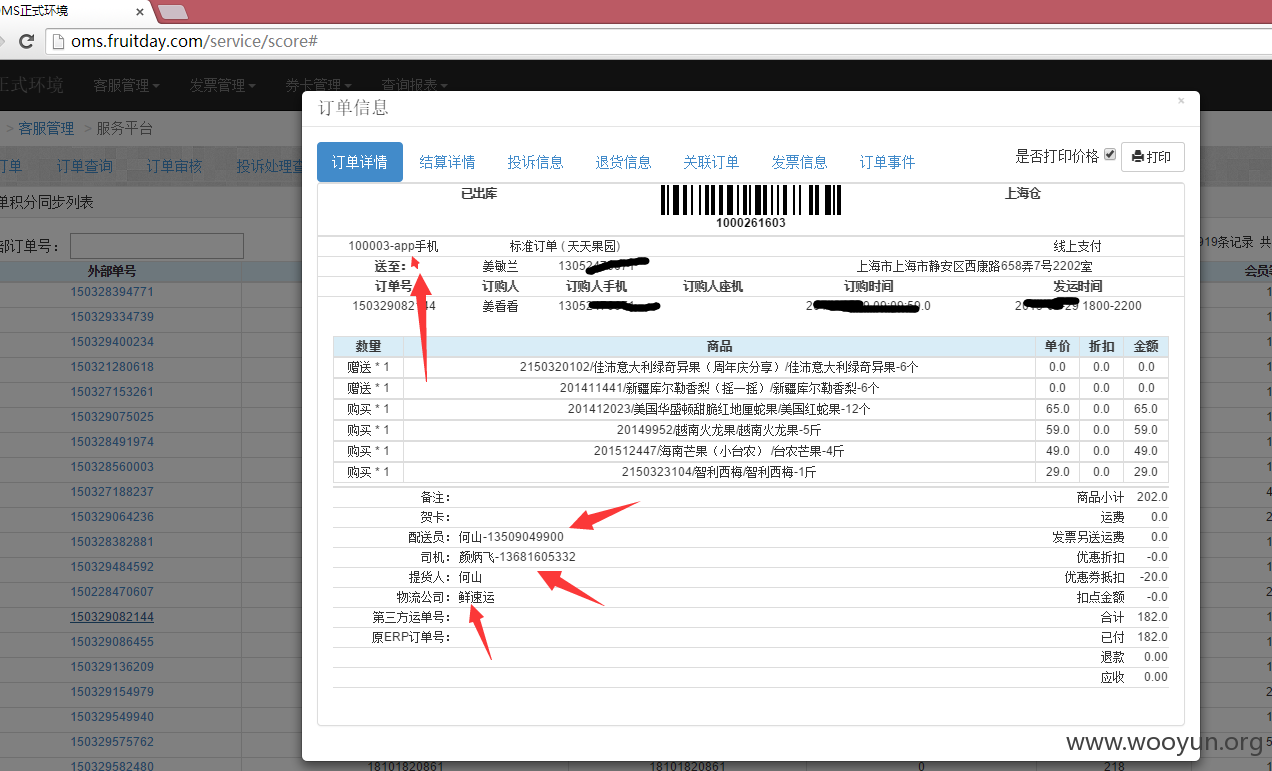 OMS正式环境
oms.fruitday.com/service/score#
正式环境 客服管理 发票管理 券卡管理 查询报表
> 客服管理 > 服务平台
订单 订单查询 订单审核 投诉处理
单积分同步列表
部订单号：
919条记录 共
外部单号 会员
150328394771
150329334739
150329400234
150321280618
150327153261
150329075025
150328491974
150328560003
150327188237
150329064236
150328382881
150329484592
150228470607
150329082144
150329086455
150329136209
150329154979
150329549940
150329575762
150329582480 18101820861 18101820861 0 218
订单信息 ×
订单详情 结算详情 投诉信息 退货信息 关联订单 发票信息 订单事件 是否打印价格 打印
已出库 1000261603 上海仓
100003-app手机 标准订单 ( 天天果园) 线上支付
送至： 姜敏兰 13052 上海市上海市静安区西康路658弄7号2202室
订单号 订购人 订购人手机 订购人座机 订购时间 发运时间
150329082144 姜香香 1305 1800-2200
数量 商品 单价 折扣 金额
赠送 * 1 2150320102/佳沛意大利绿奇异果（周年庆分享）/佳沛意大利绿奇异果-6个 0.0 0.0 0.0
赠送 * 1 201411441/新疆库尔勒香梨（摇一摇）/新疆库尔勒香梨-6个 0.0 0.0 0.0
购买 * 1 201412023/美国华盛顿甜脆红地厘蛇果/美国红蛇果-12个 65.0 0.0 65.0
购买 * 1 20149952/越南火龙果/越南火龙果-5斤 59.0 0.0 59.0
购买 * 1 201512447/海南芒果（小台农） /台农芒果-4斤 49.0 0.0 49.0
购买 * 1 2150323104/智利西梅/智利西梅-1斤 29.0 0.0 29.0
备注： 商品小计 202.0
贺卡： 运费 0.0
配送员： 何山-13509049900 发票另送运费 0.0
司机： 颜炳飞-13681605332 优惠折扣 -0.0
提货人： 何山 优惠券抵扣 -20.0
物流公司： 鲜速运 扣点金额 -0.0
第三方运单号： 合计 182.0
原ERP订单号： 已付 182.0
退款 0.00
应收 0.00
www.wooyun.org